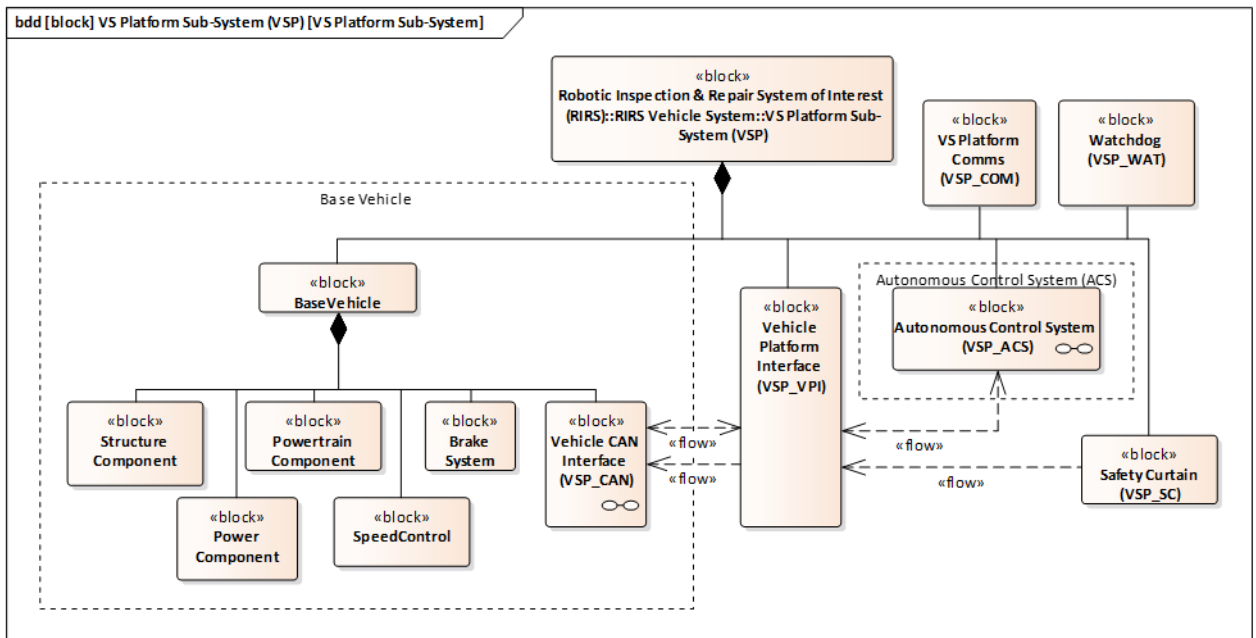 bdd [block] VS Platform Sub-System (VSP) [VS Platform Sub-System]
«block»
Robotic Inspection & Repair System of Interest
(RIRS)::RIRS Vehicle System::VS Platform Sub-
System (VSP)
«block»
VS Platform
Comms
(VSP_COM)
«block»
Watchdog
(VSP_WAT)
Base Vehicle
«block»
BaseVehicle
«block»
Vehicle
Platform
Interface
(VSP_VPI)
Autonomous Control System (ACS)
«block»
Autonomous Control System
(VSP_ACS)
«block»
Structure
Component
«block»
Powertrain
Component
«block»
Brake
System
«block»
Vehicle CAN
Interface
(VSP_CAN)
«flow»
«flow»
«flow»
«flow»
«block»
Safety Curtain
(VSP_SC)
«block»
Power
Component
«block»
SpeedControl